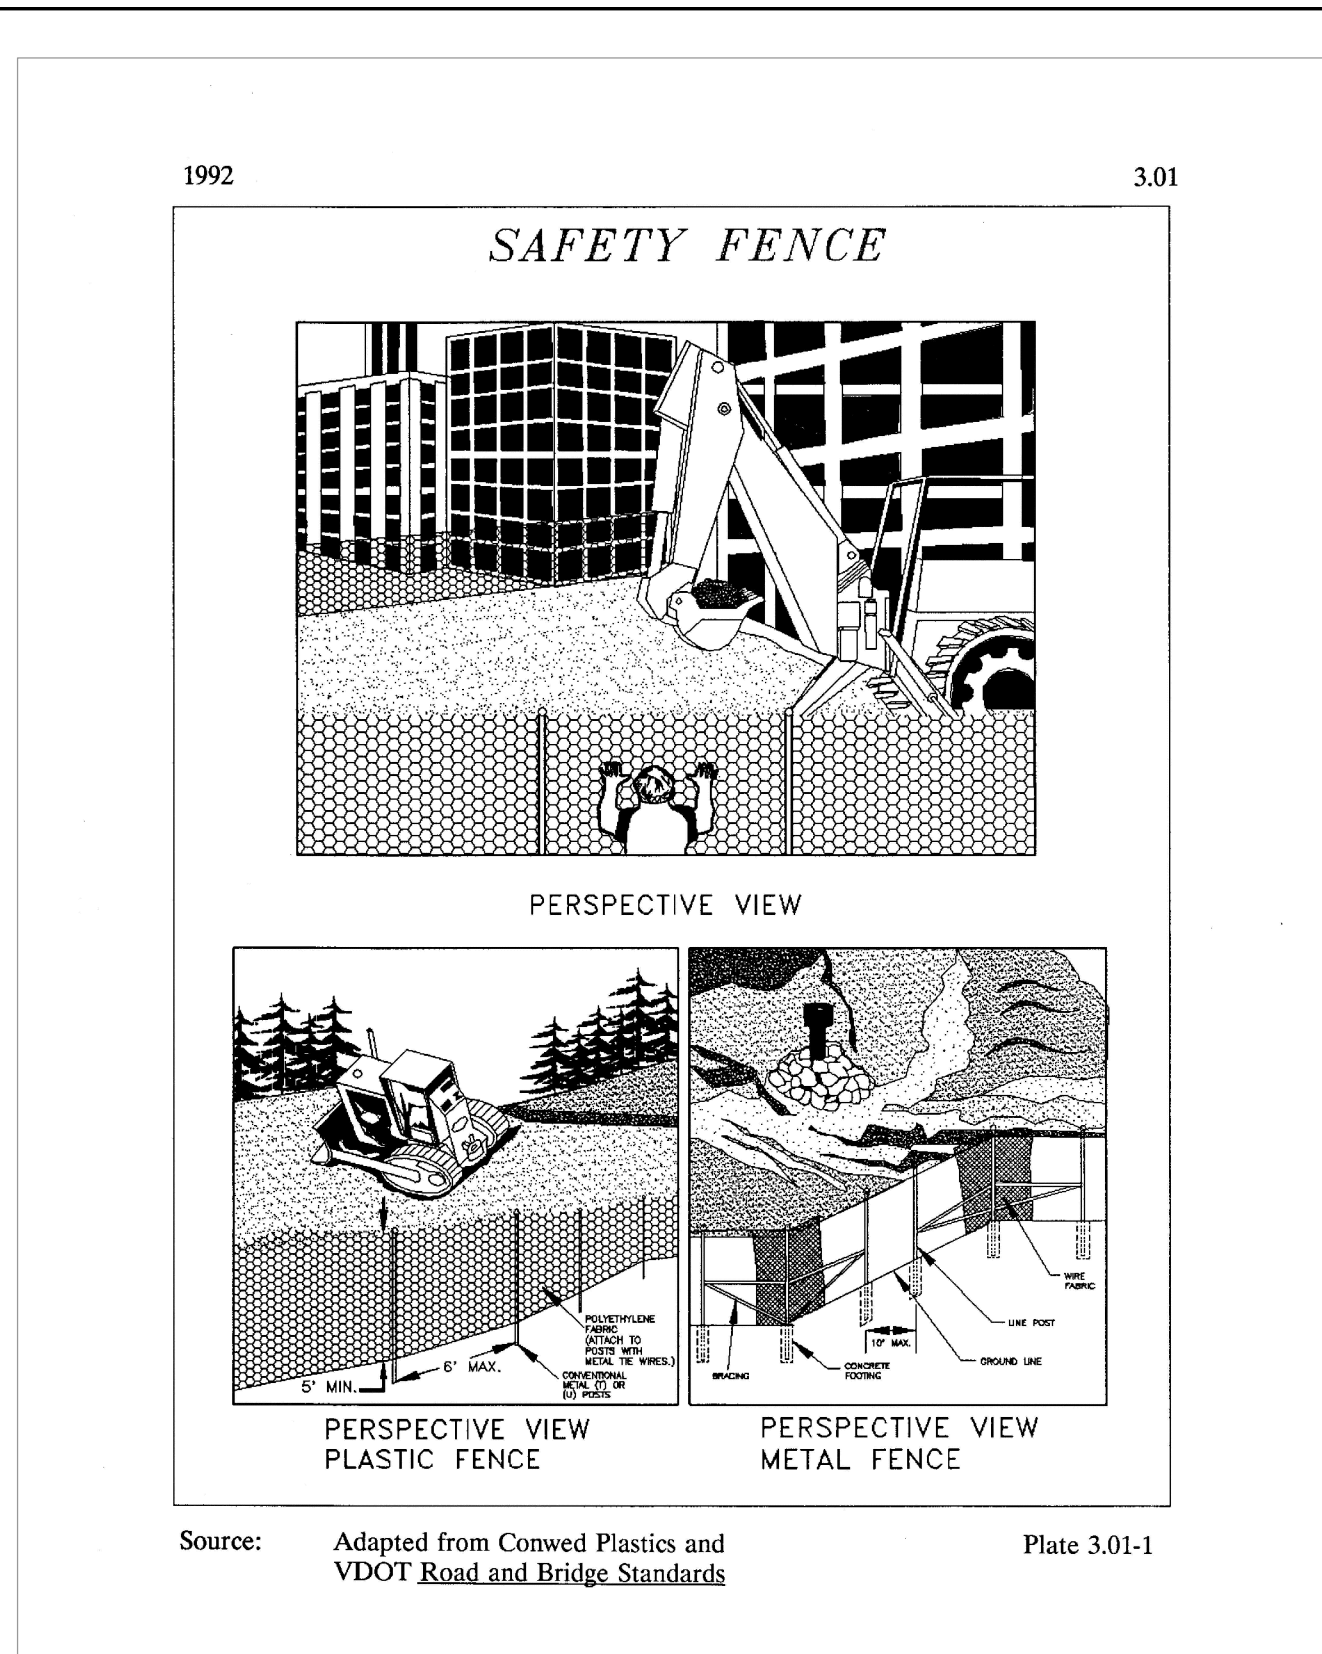 1992
3.01
SAFETY FENCE
PERSPECTIVE VIEW
POLYETHYLENE
FABRIC
(ATTACH TO
POSTS WITH
METAL TIE WIRES.)
6' MAX.
5' MIN.
CONVENTIONAL
METAL (T) OR
(U) POSTS
WIRE
FABRIC
LINE POST
10' MAX.
GROUND LINE
CONCRETE
FOOTING
BRACING
PERSPECTIVE VIEW
PLASTIC FENCE
PERSPECTIVE VIEW
METAL FENCE
Source: Adapted from Conwed Plastics and
VDOT Road and Bridge Standards
Plate 3.01-1